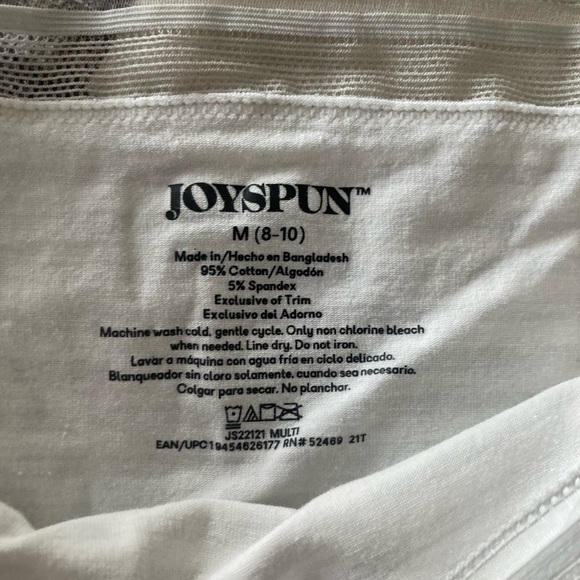 JOYSPUN™
M (8-10)
Made in/Hecho en Bangladesh
95% Cotton/Algodón
5% Spandex
Exclusive of Trim
Exclusivo del Adorno
Machine wash cold, gentle cycle. Only non chlorine bleach
when needed. Line dry. Do not iron.
Lavar a máquina con agua fría en ciclo delicado.
Blanqueador sin cloro solamente, cuando sea necesario.
Colgar para secar. No planchar.
JS22121 MULTI
EAN/UPC19454626177 RN# 52469 21T